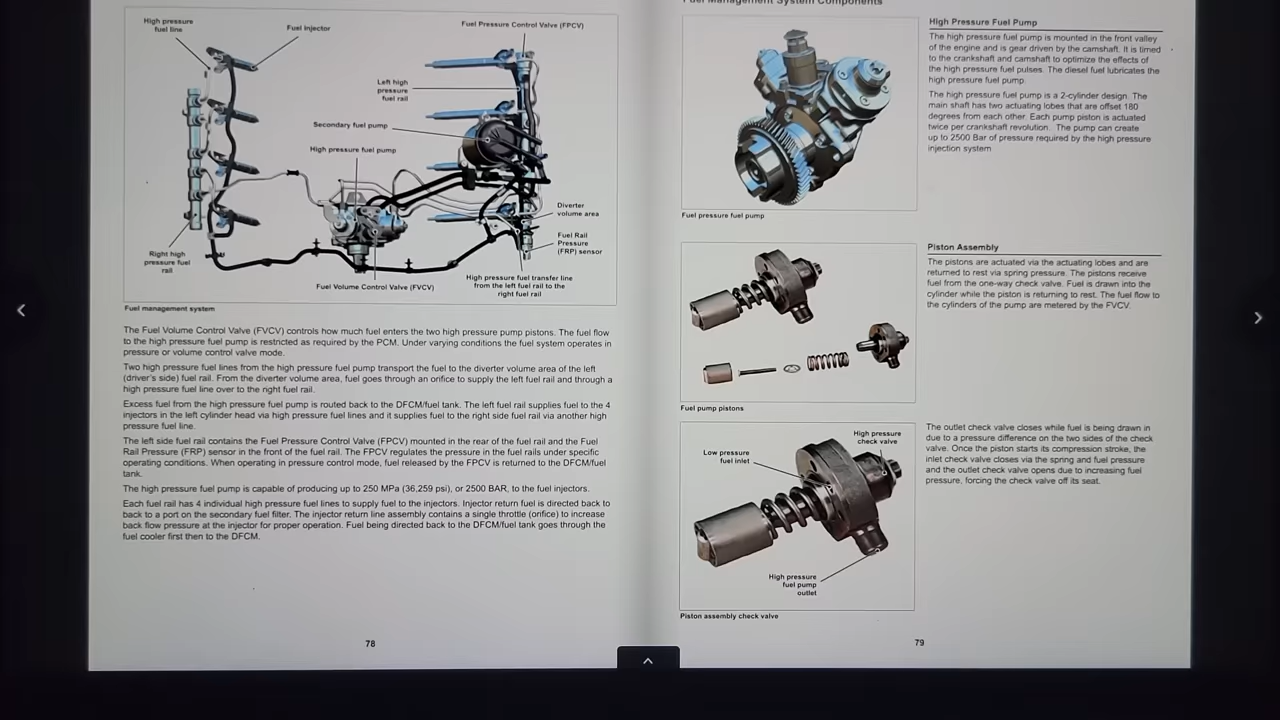 High pressure
fuel line
Fuel Injector
Fuel Pressure Control Valve (FPCV)
Left high
pressure
fuel rail
Secondary fuel pump
High pressure fuel pump
Diverter
volume area
Fuel Rail
Pressure
(FRP) sensor
Right high
pressure fuel
rail
Fuel Volume Control Valve (FVCV)
High pressure fuel transfer line
from the left fuel rail to the
right fuel rail
Fuel management system
The Fuel Volume Control Valve (FVCV) controls how much fuel enters the two high pressure pump pistons. The fuel flow
to the high pressure fuel pump is restricted as required by the PCM. Under varying conditions the fuel system operates in
pressure or volume control valve mode.
Two high pressure fuel lines from the high pressure fuel pump transport the fuel to the diverter volume area of the left
(driver's side) fuel rail. From the diverter volume area, fuel goes through an orifice to supply the left fuel rail and through a
high pressure fuel line over to the right fuel rail.
Excess fuel from the high pressure fuel pump is routed back to the DFCM/fuel tank. The left fuel rail supplies fuel to the 4
injectors in the left cylinder head via high pressure fuel lines and it supplies fuel to the right side fuel rail via another high
pressure fuel line.
The left side fuel rail contains the Fuel Pressure Control Valve (FPCV) mounted in the rear of the fuel rail and the Fuel
Rail Pressure (FRP) sensor in the front of the fuel rail. The FPCV regulates the pressure in the fuel rails under specific
operating conditions. When operating in pressure control mode, fuel released by the FPCV is returned to the DFCM/fuel
tank.
The high pressure fuel pump is capable of producing up to 250 MPa (36,259 psi), or 2500 BAR, to the fuel injectors.
Each fuel rail has 4 individual high pressure fuel lines to supply fuel to the injectors. Injector return fuel is directed back to
back to a port on the secondary fuel filter. The injector return line assembly contains a single throttle (orifice) to increase
back flow pressure at the injector for proper operation. Fuel being directed back to the DFCM/fuel tank goes through the
fuel cooler first then to the DFCM.
78
Fuel Management System Components
High Pressure Fuel Pump
The high pressure fuel pump is mounted in the front valley
of the engine and is gear driven by the camshaft. It is timed
to the crankshaft and camshaft to optimize the effects of
the high pressure fuel pulses. The diesel fuel lubricates the
high pressure fuel pump.
The high pressure fuel pump is a 2-cylinder design. The
main shaft has two actuating lobes that are offset 180
degrees from each other. Each pump piston is actuated
twice per crankshaft revolution. The pump can create
up to 2500 Bar of pressure required by the high pressure
injection system
Fuel pressure fuel pump
Piston Assembly
The pistons are actuated via the actuating lobes and are
returned to rest via spring pressure. The pistons receive
fuel from the one-way check valve. Fuel is drawn into the
cylinder while the piston is returning to rest. The fuel flow to
the cylinders of the pump are metered by the FVCV.
Fuel pump pistons
The outlet check valve closes while fuel is being drawn in
due to a pressure difference on the two sides of the check
valve. Once the piston starts its compression stroke, the
inlet check valve closes via the spring and fuel pressure
and the outlet check valve opens due to increasing fuel
pressure, forcing the check valve off its seat.
High pressure
check valve
Low pressure
fuel inlet
High pressure
fuel pump
outlet
Piston assembly check valve
79